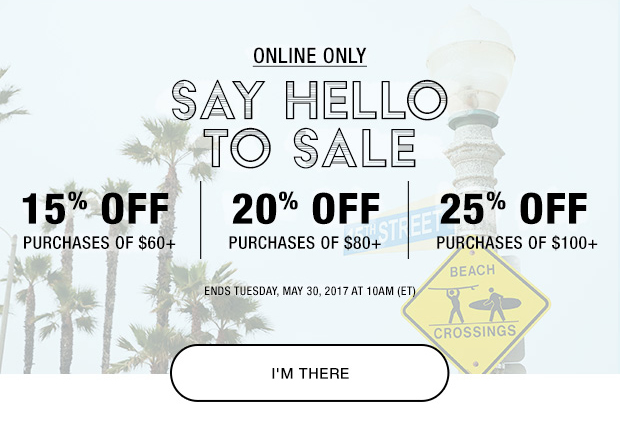 ONLINE ONLY
SAY HELLO
TO SALE
15% OFF
PURCHASES OF $60+
20% OFF
PURCHASES OF $80+
25% OFF
PURCHASES OF $100+
15TH STREET
BEACH
CROSSINGS
ENDS TUESDAY, MAY 30, 2017 AT 10AM (ET)
I'M THERE